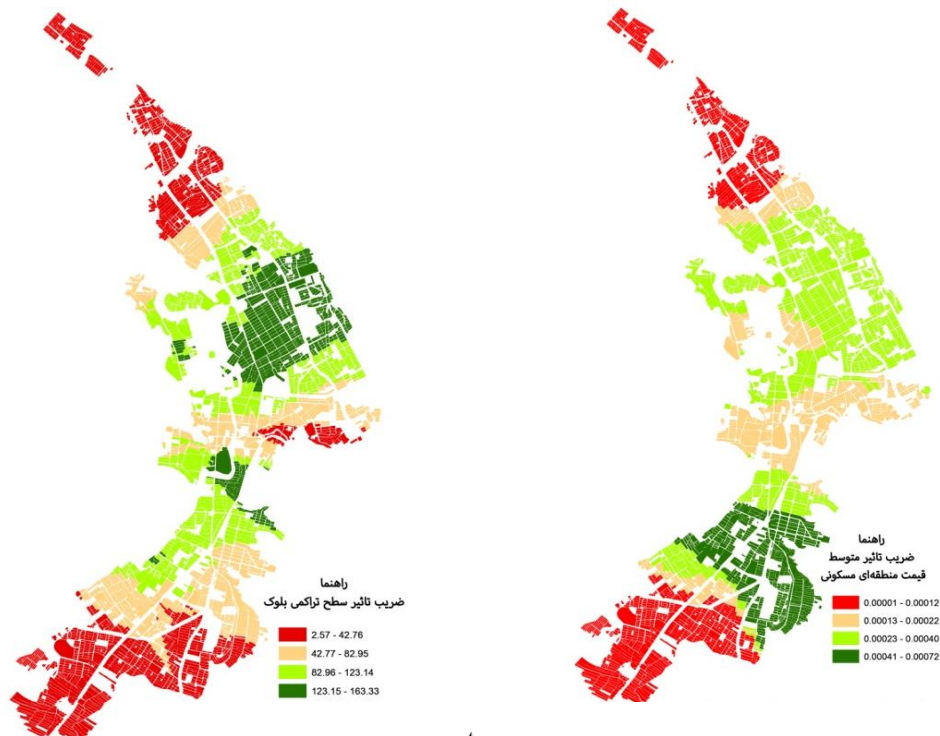 راهنما
ضریب تاثیر سطح تراکمی بلوک
2.57 - 42.76
42.77 - 82.95
82.96 - 123.14
123.15 - 163.33
راهنما
ضریب تاثیر متوسط
قیمت منطقه‌ای مسکونی
0.00001 - 0.00012
0.00013 - 0.00022
0.00023 - 0.00040
0.00041 - 0.00072